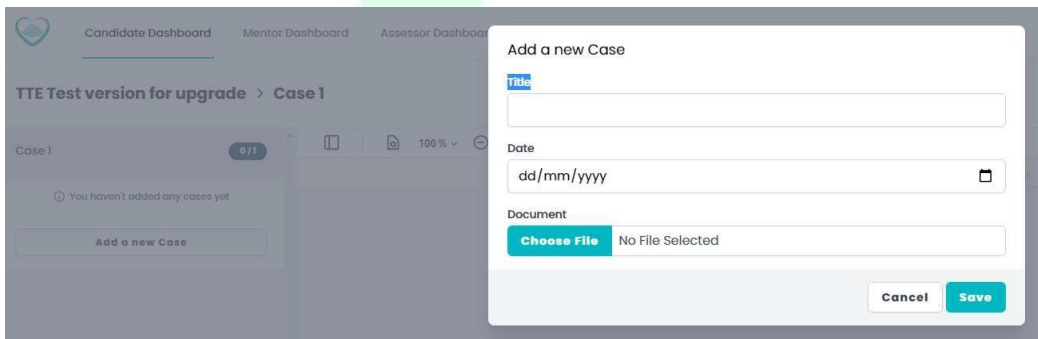 Candidate Dashboard Mentor Dashboard Assessor Dashboar
TTE Test version for upgrade > Case 1
Case 1 0/1
100%
You haven't added any cases yet
Add a new Case
Add a new Case
Title
Date
dd/mm/yyyy
Document
Choose File No File Selected
Cancel Save